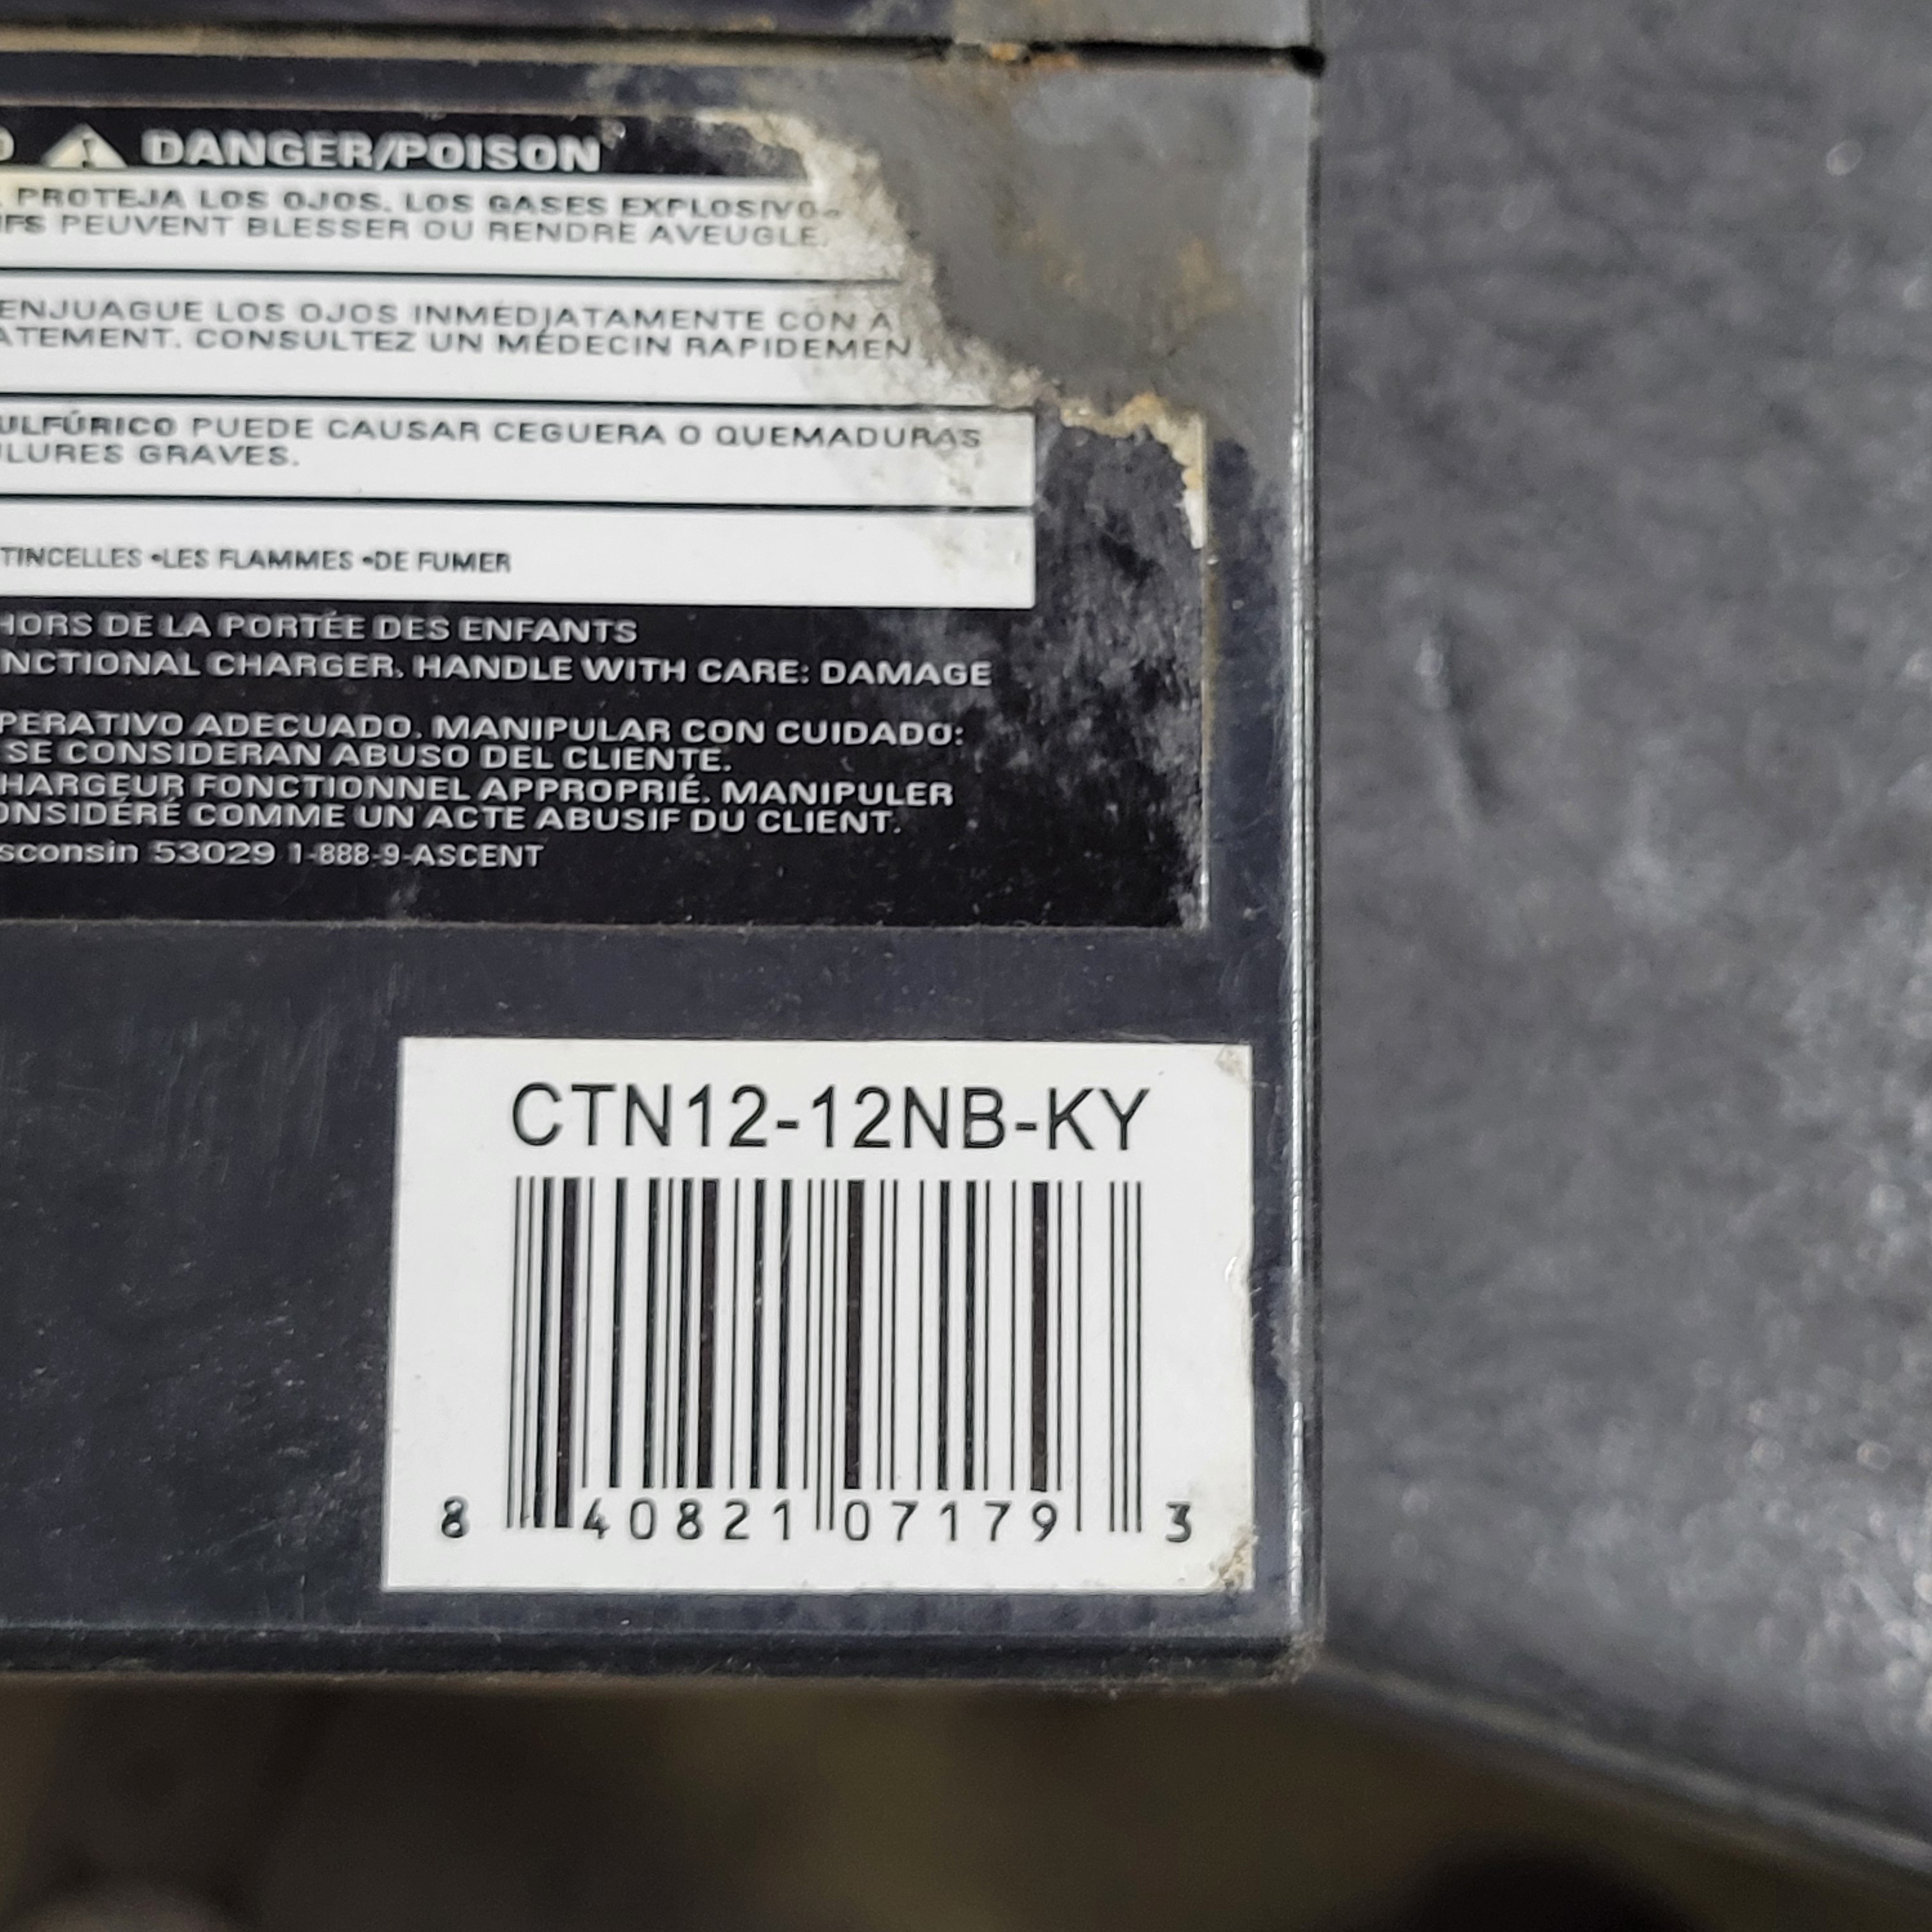 DANGER/POISON
PROTEJA LOS OJOS. LOS GASES
PEUVENT BLESSER OU RENDRE AVEUGLE.
ENJUAGUE LOS OJOS INMEDIATAMENTE CON A
CONSULTEZ UN MÉDECIN RAPIDEMEN
ULFÚRICO PUEDE CAUSAR CEGUERA O QUEMADURAS
LURES GRAVES.
TINCELLES •LES FLAMMES •DE FUMER
HORS DE LA PORTÉE DES ENFANTS
NCTIONAL CHARGER. HANDLE WITH CARE: DAMAGE
PERATIVO ADECUADO. MANIPULAR CON CUIDADO:
SE CONSIDERAN ABUSO DEL CLIENTE.
HARGEUR FONCTIONNEL APPROPRIÉ. MANIPULER
ONSIDÉRÉ COMME UN ACTE ABUSIF DU CLIENT.
sconsin 53029 1-888-9-ASCENT
CTN12-12NB-KY
8 40821 07179 3